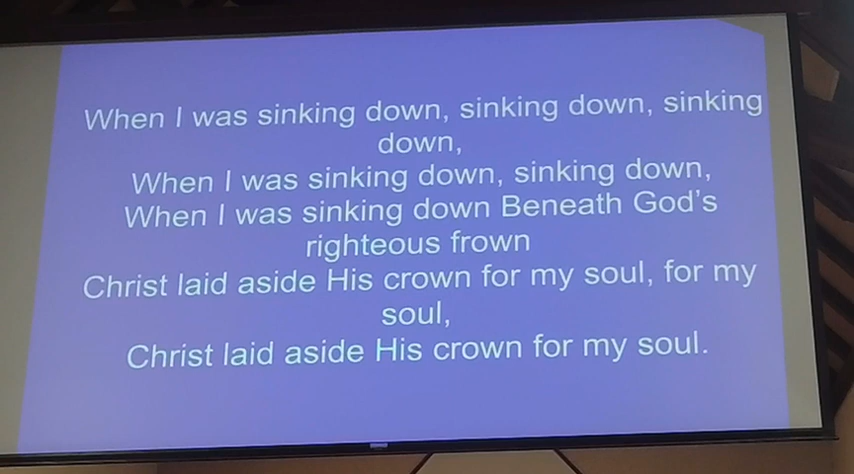 When I was sinking down, sinking down, sinking
down,
When I was sinking down, sinking down,
When I was sinking down Beneath God's
righteous frown
Christ laid aside His crown for my soul, for my
soul,
Christ laid aside His crown for my soul.